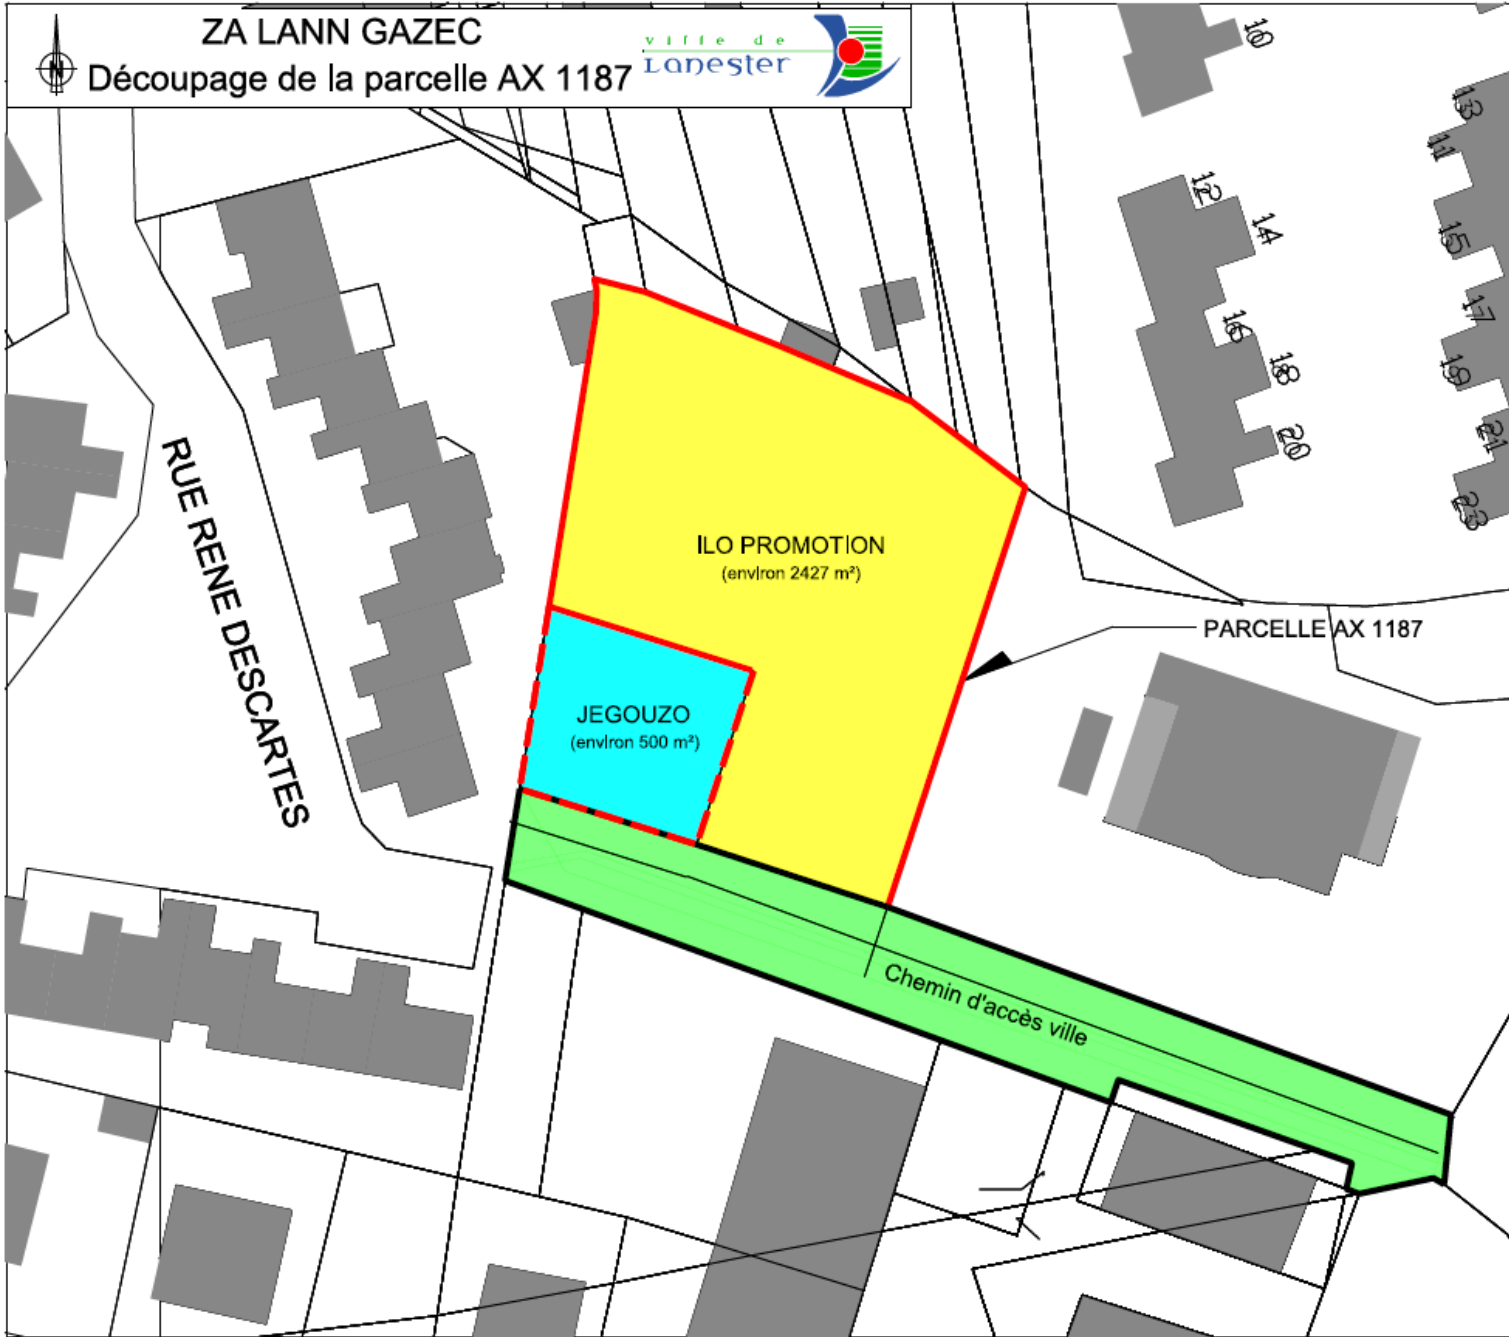 ZA LANN GAZEC
Découpage de la parcelle AX 1187
ville de
Lanester
N
10
13
11
12
14
15
16
17
18
19
20
21
23
RUE RENE DESCARTES
ILO PROMOTION
(environ 2427 m²)
PARCELLE AX 1187
JEGOUZO
(environ 500 m²)
Chemin d'accès ville